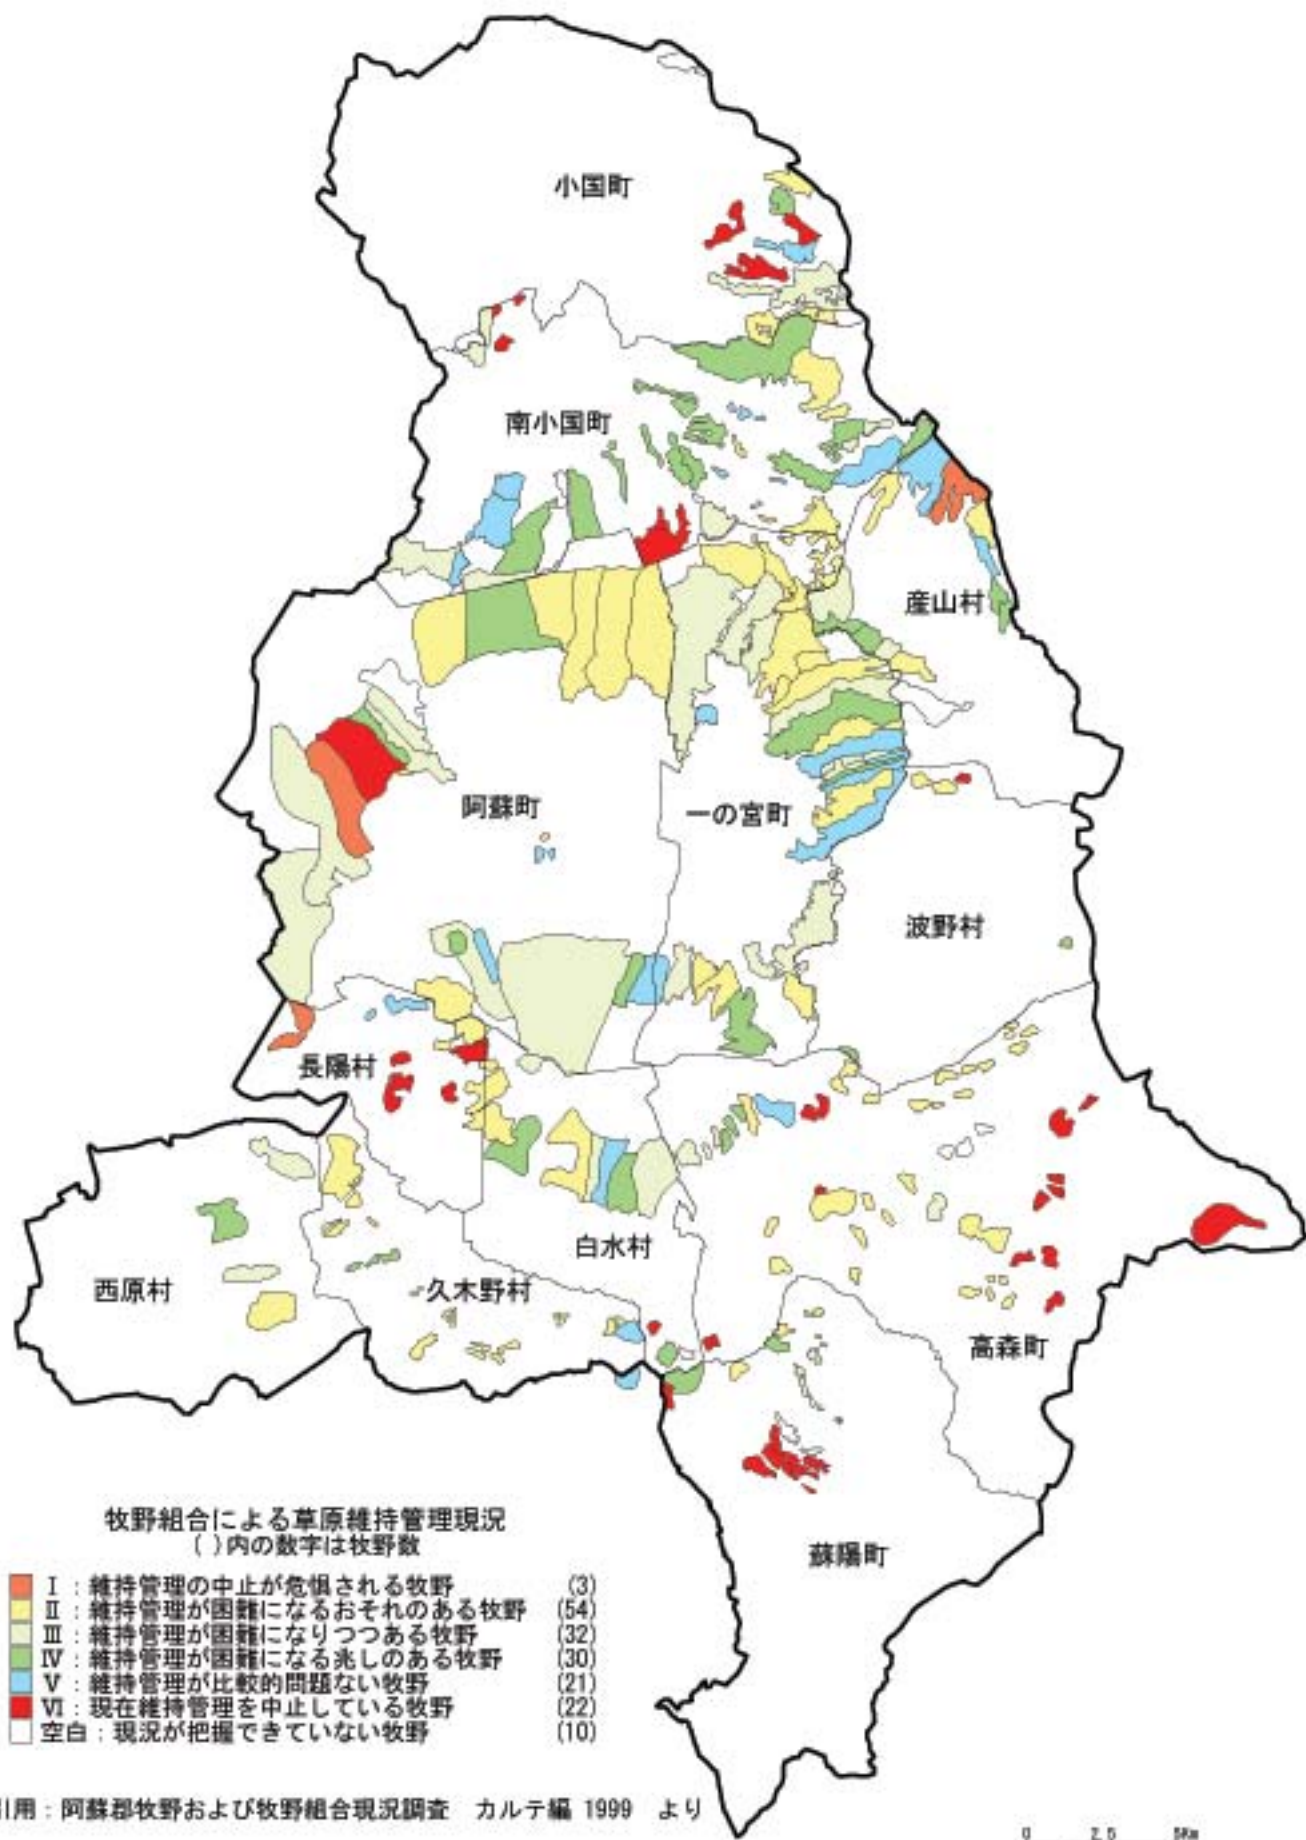 小国町
南小国町
産山村
阿蘇町
一の宮町
波野村
長陽村
白水村
西原村
久木野村
高森町
蘇陽町
牧野組合による草原維持管理現況
( )内の数字は牧野数
Ⅰ：維持管理の中止が危惧される牧野 (3)
Ⅱ：維持管理が困難になるおそれのある牧野 (54)
Ⅲ：維持管理が困難になりつつある牧野 (32)
Ⅳ：維持管理が困難になる兆しのある牧野 (30)
Ⅴ：維持管理が比較的問題ない牧野 (21)
Ⅵ：現在維持管理を中止している牧野 (22)
空白：現況が把握できていない牧野 (10)
引用：阿蘇郡牧野および牧野組合現況調査 カルテ編 1999 より
0 2.5 5Km